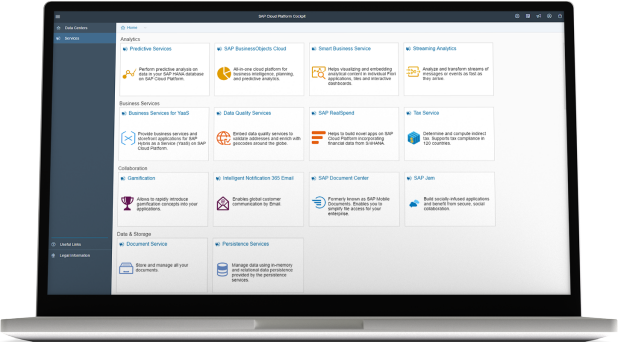 SAP Cloud Platform Cockpit
Data Centers
Services
Useful Links
Legal Information
Home
Analytics
Predictive Services
Perform predictive analysis on
data in your SAP HANA database
on SAP Cloud Platform.
SAP BusinessObjects Cloud
All-in-one cloud platform for
business intelligence, planning,
and predictive analytics.
Smart Business Service
Helps visualizing and embedding
analytical content in individual Fiori
applications, tiles and interactive
dashboards.
Streaming Analytics
Analyze and transform streams of
messages or events as fast as
they arrive.
Business Services
Business Services for YaaS
Provide business services and
storefront applications for SAP
Hybris as a Service (YaaS) on SAP
Cloud Platform.
Data Quality Services
Embed data quality services to
validate addresses and enrich with
geocodes around the globe.
SAP RealSpend
Helps to build novel apps on SAP
Cloud Platform incorporating
financial data from S/4HANA.
Tax Service
Determine and compute indirect
tax. Supports tax compliance in
120 countries.
Collaboration
Gamification
Allows to rapidly introduce
gamification concepts into your
applications.
Intelligent Notification 365 Email
Enables global customer
communication by Email.
SAP Document Center
Formerly known as SAP Mobile
Documents. Enables you to
simplify file access for your
enterprise.
SAP Jam
Build socially-infused applications
and benefit from secure, social
collaboration.
Data & Storage
Document Service
Store and manage all your
documents.
Persistence Services
Manage data using in-memory
and relational data persistence
provided by the persistence
services.